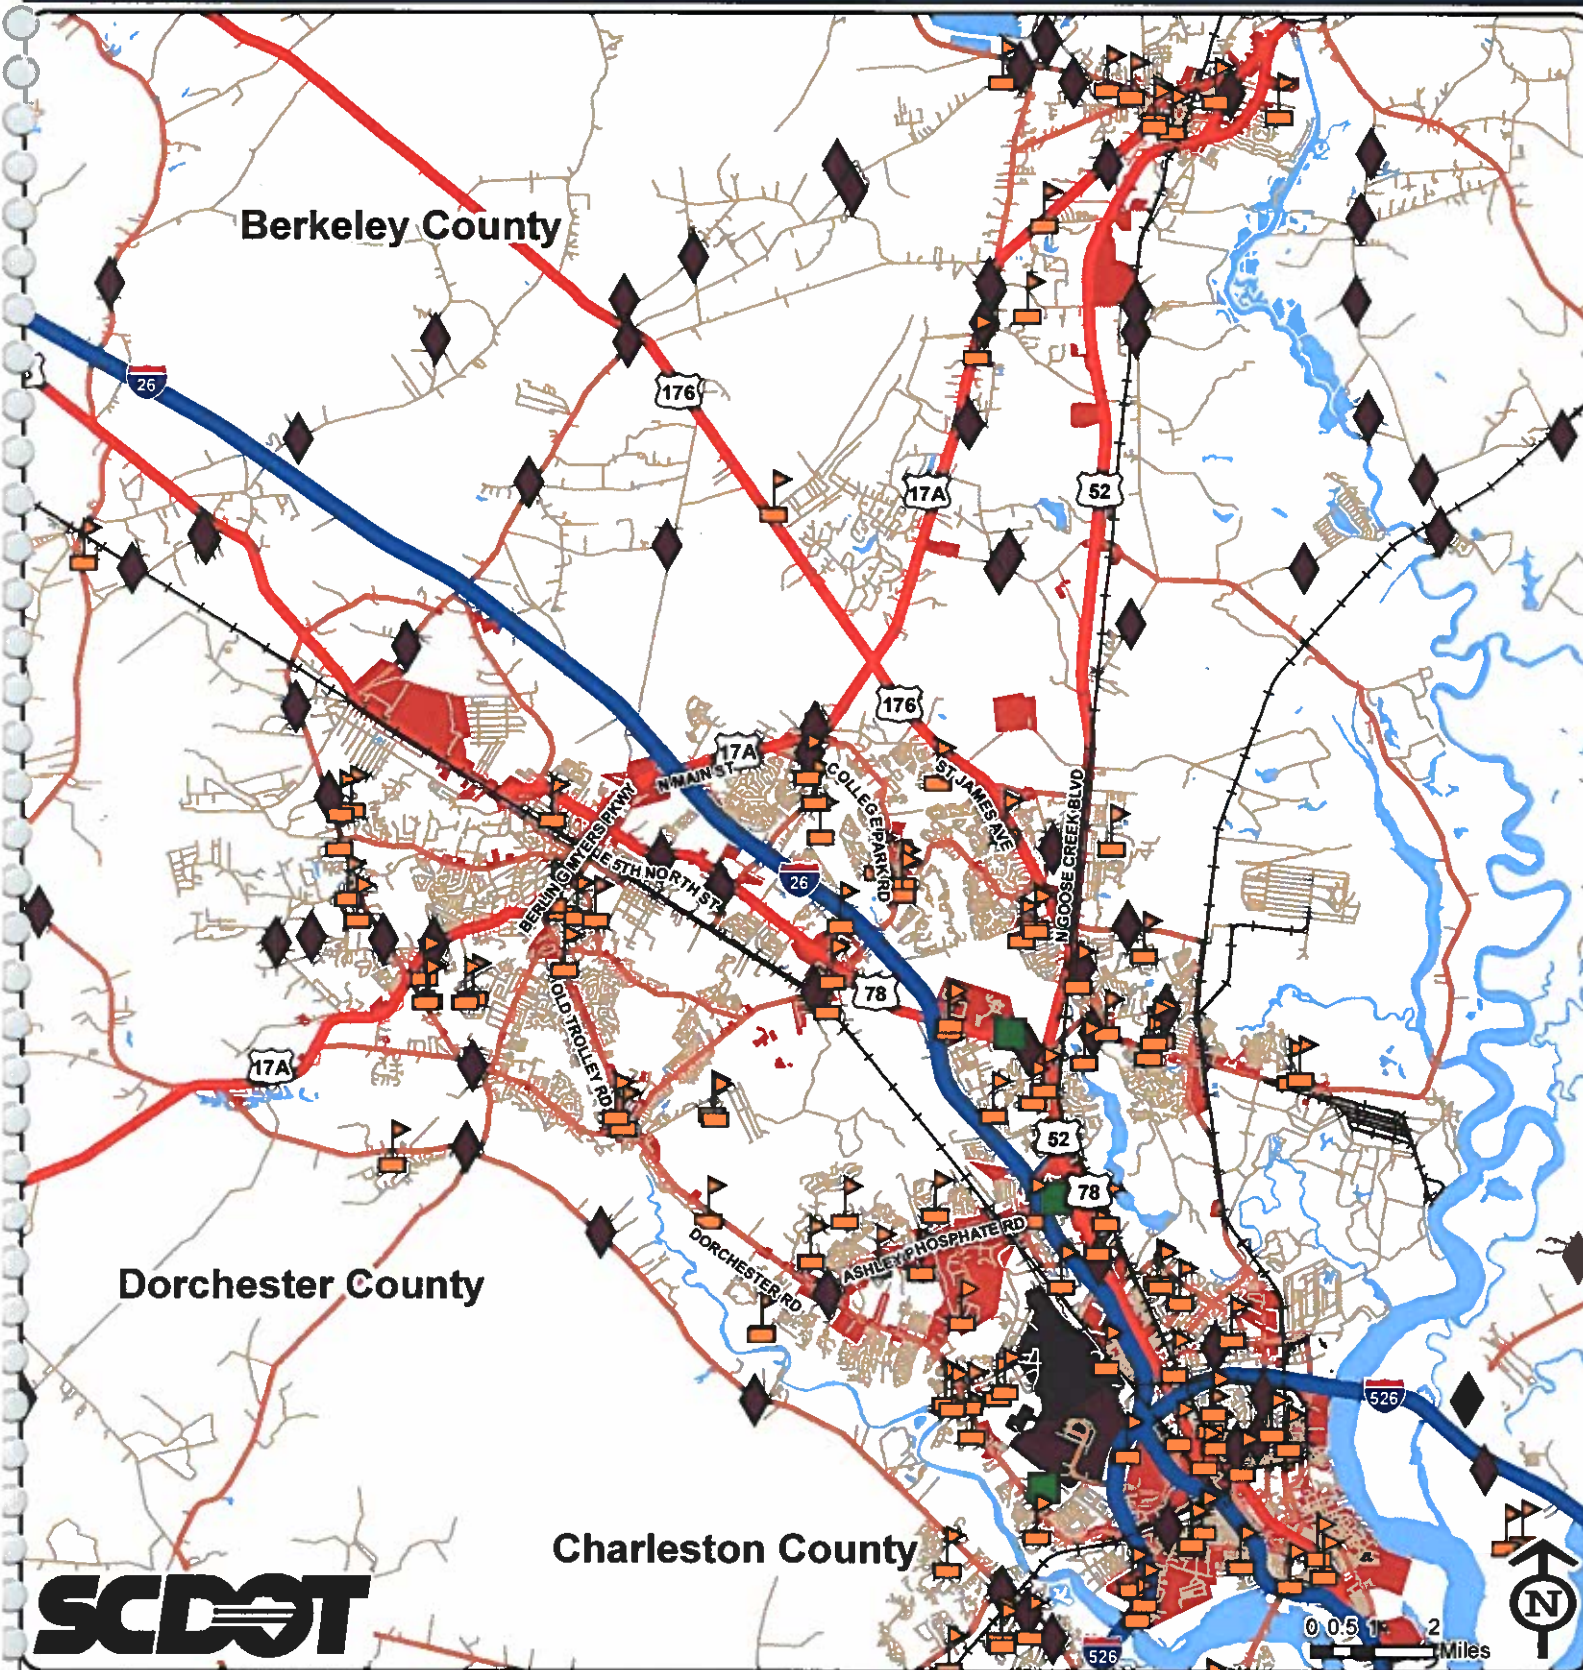 Berkeley County
26
176
17A
52
176
17A
N MAIN ST
COLLEGE PARK RD
ST JAMES AVE
N GOOSE CREEK BLVD
BERLIN G MYERS PKWY
E 5TH NORTH ST
26
78
OLD TROLLEY RD
17A
52
78
ASHLEY PHOSPHATE RD
DORCHESTER RD
Dorchester County
526
Charleston County
SCDOT
N
0 0.5 1 2
Miles
526